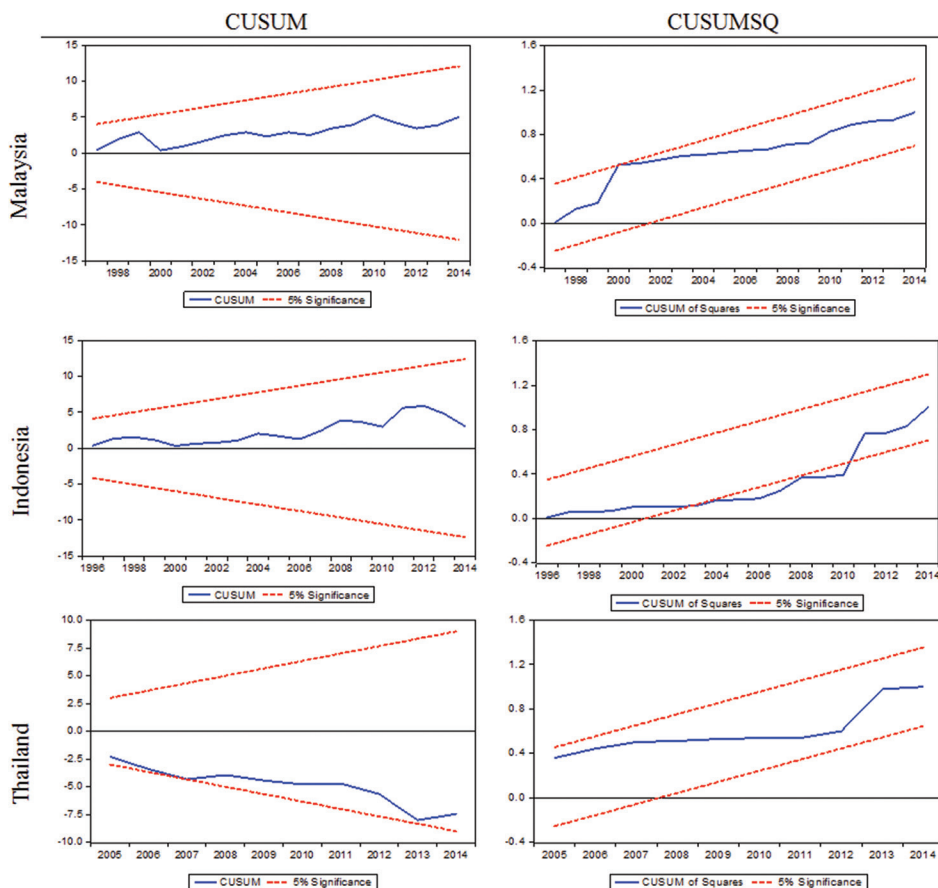 CUSUM CUSUMSQ
Malaysia
15
10
5
0
-5
-10
-15
1998 2000 2002 2004 2006 2008 2010 2012 2014
CUSUM 5% Significance
1.6
1.2
0.8
0.4
0.0
-0.4
1998 2000 2002 2004 2006 2008 2010 2012 2014
CUSUM of Squares 5% Significance
Indonesia
15
10
5
0
-5
-10
-15
1996 1998 2000 2002 2004 2006 2008 2010 2012 2014
CUSUM 5% Significance
1.6
1.2
0.8
0.4
0.0
-0.4
1996 1998 2000 2002 2004 2006 2008 2010 2012 2014
CUSUM of Squares 5% Significance
Thailand
10.0
7.5
5.0
2.5
0.0
-2.5
-5.0
-7.5
-10.0
2005 2006 2007 2008 2009 2010 2011 2012 2013 2014
CUSUM 5% Significance
1.6
1.2
0.8
0.4
0.0
-0.4
2005 2006 2007 2008 2009 2010 2011 2012 2013 2014
CUSUM of Squares 5% Significance